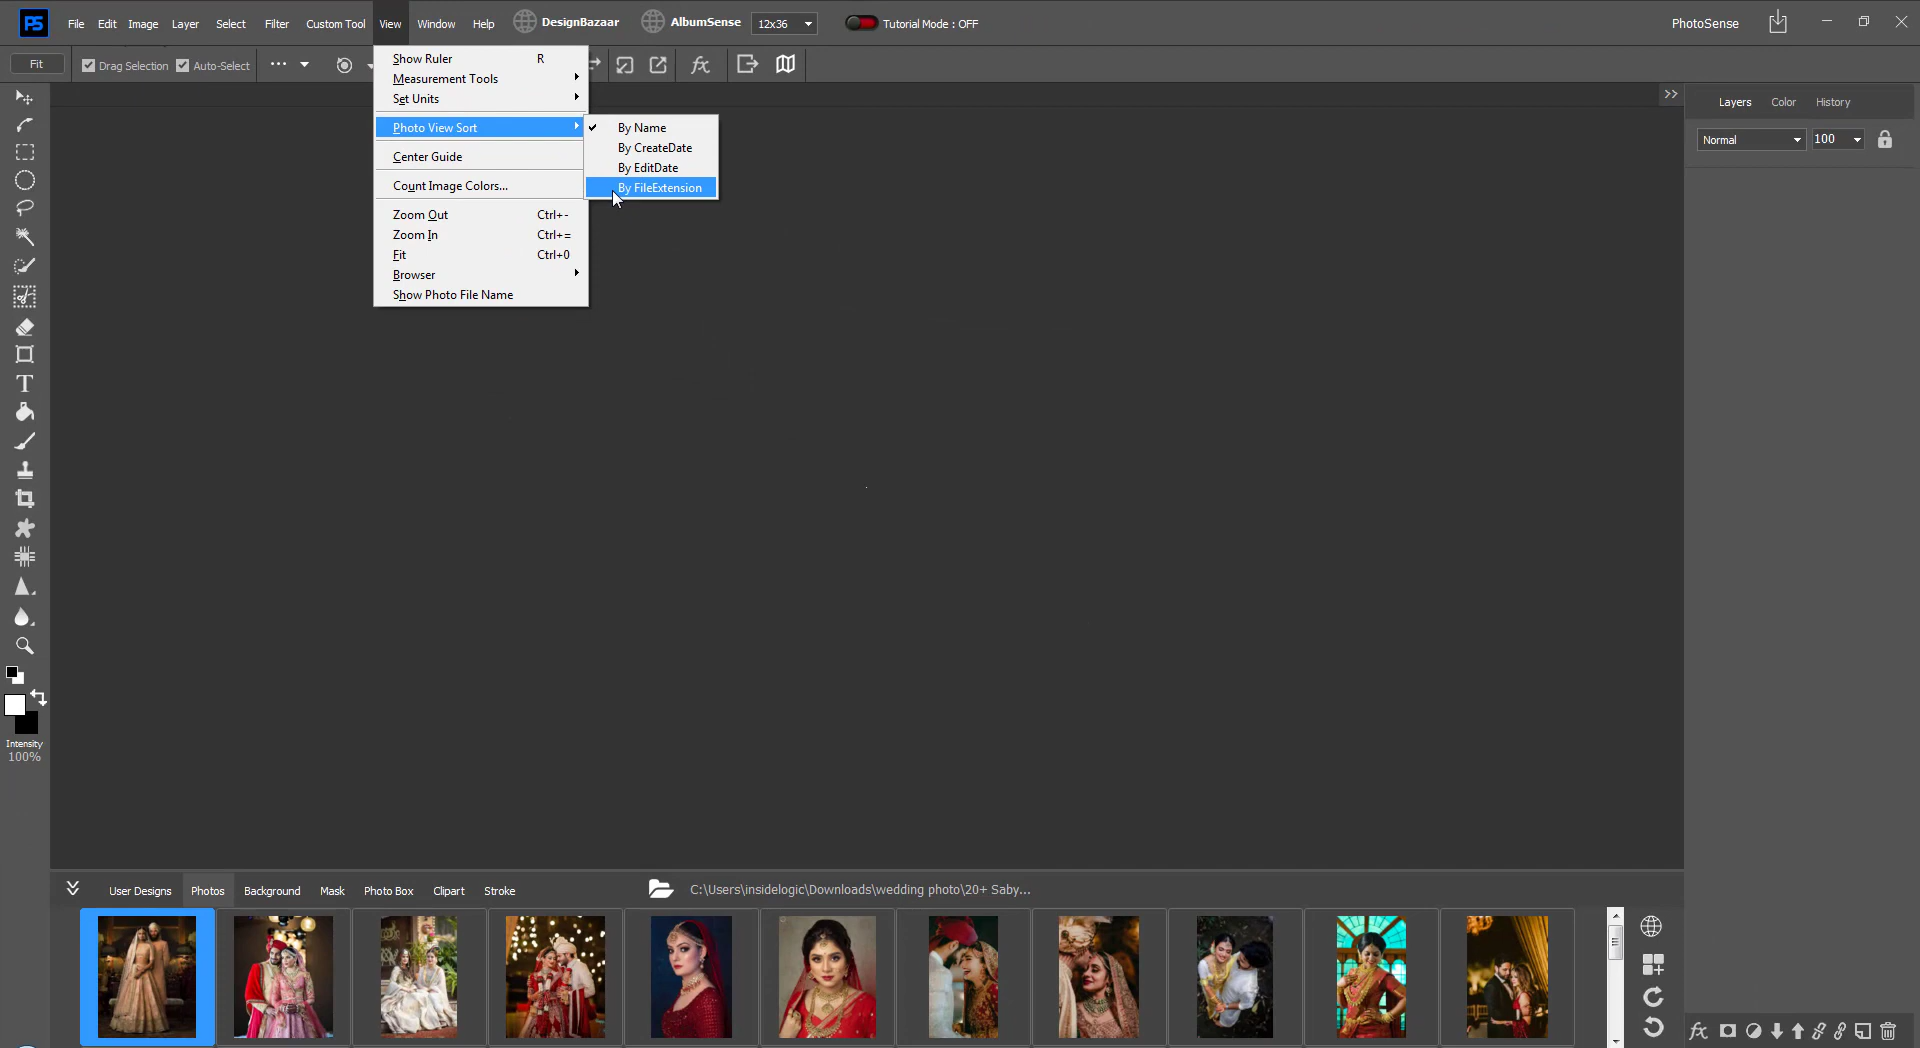 PS File Edit Image Layer Select Filter Custom Tool View Window Help DesignBazaar AlbumSense 12x36 Tutorial Mode : OFF PhotoSense
Fit Drag Selection Auto-Select fx
Show Ruler R
Measurement Tools
Set Units
Photo View Sort
Center Guide
Count Image Colors...
Zoom Out Ctrl+-
Zoom In Ctrl+=
Fit Ctrl+0
Browser
Show Photo File Name
By Name
By CreateDate
By EditDate
By FileExtension
Layers Color History
Normal 100
T
Intensity
100%
User Designs Photos Background Mask Photo Box Clipart Stroke C:\Users\insidelogic\Downloads\wedding photo\20+ Saby...
fx